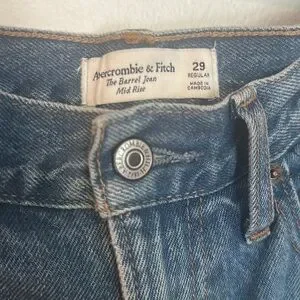 Abercrombie & Fitch
The Barrel Jean
Mid Rise
29
REGULAR
MADE IN
CAMBODIA